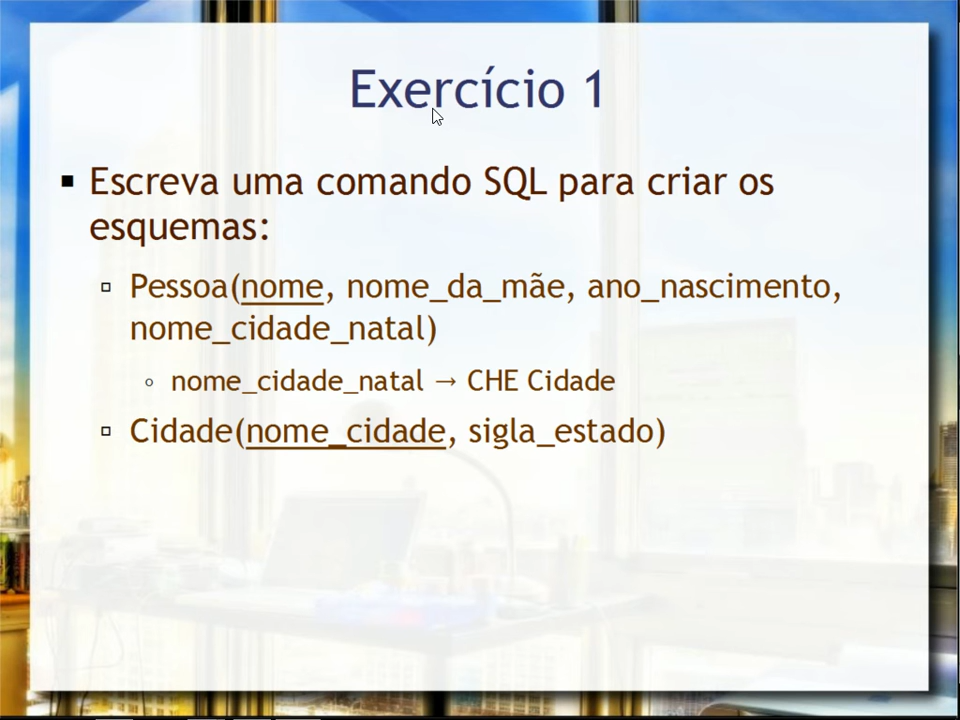 Exercício 1
Escreva uma comando SQL para criar os
esquemas:
Pessoa(nome, nome_da_mãe, ano_nascimento,
nome_cidade_natal)
nome_cidade_natal → CHE Cidade
Cidade(nome_cidade, sigla_estado)